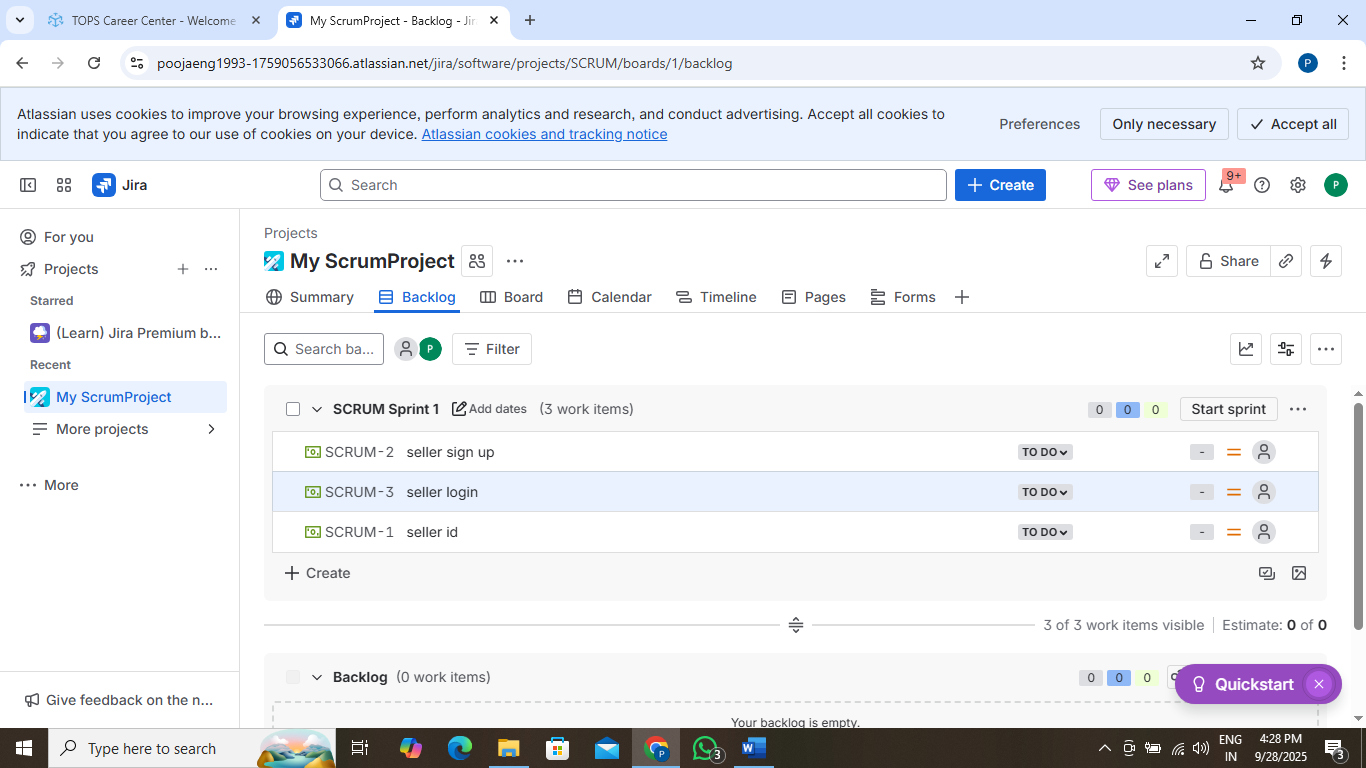 TOPS Career Center - Welcome
My ScrumProject - Backlog - Jir
poojaeng1993-1759056533066.atlassian.net/jira/software/projects/SCRUM/boards/1/backlog
P
Atlassian uses cookies to improve your browsing experience, perform analytics and research, and conduct advertising. Accept all cookies to
indicate that you agree to our use of cookies on your device. Atlassian cookies and tracking notice
Preferences
Only necessary
Accept all
Jira
Search
Create
See plans
9+
P
For you
Projects
Starred
(Learn) Jira Premium b...
Recent
My ScrumProject
More projects
More
Give feedback on the n...
Projects
My ScrumProject
Share
Summary
Backlog
Board
Calendar
Timeline
Pages
Forms
Search ba...
P
Filter
SCRUM Sprint 1 Add dates (3 work items) 0 0 0 Start sprint
SCRUM-2 seller sign up TO DO -
SCRUM-3 seller login TO DO -
SCRUM-1 seller id TO DO -
Create
3 of 3 work items visible Estimate: 0 of 0
Backlog (0 work items) 0 0 0
Quickstart
Your backlog is empty.
Type here to search
3
ENG
IN
4:28 PM
9/28/2025
3